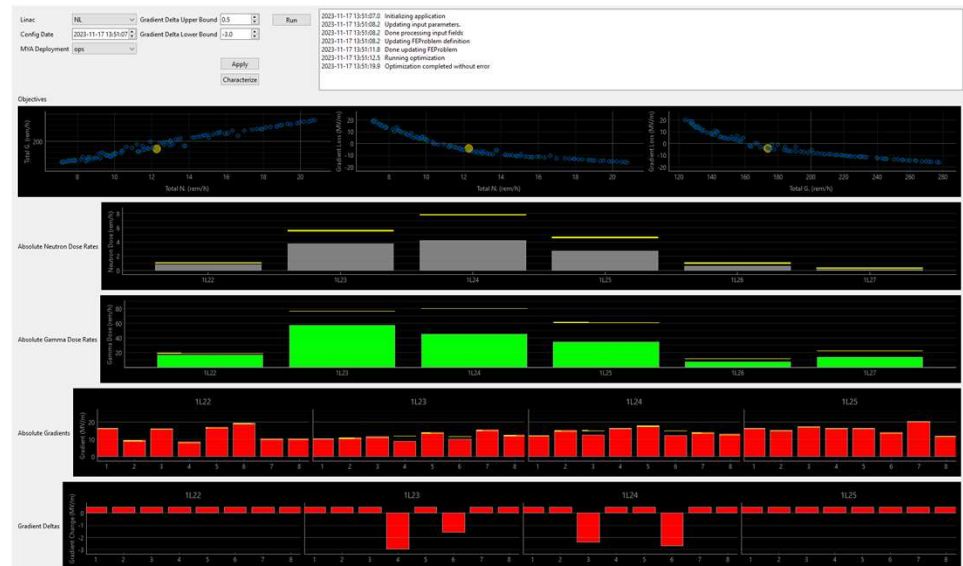 Linac NL Gradient Delta Upper Bound 0.5 Run
Config Date 2023-11-17 13:51:07 Gradient Delta Lower Bound -3.0
MYA Deployment ops
Apply
Characterize
2023-11-17 13:51:07.0 Initializing application
2023-11-17 13:51:08.2 Updating input parameters.
2023-11-17 13:51:08.2 Done processing input fields
2023-11-17 13:51:08.2 Updating FEProblem definition
2023-11-17 13:51:11.8 Done updating FEProblem
2023-11-17 13:51:12.5 Running optimization
2023-11-17 13:51:19.9 Optimization completed without error
Objectives
Total G. (rem/h)
200
8 10 12 14 16 18 20
Total N. (rem/h)
Gradient Loss (MV/m)
20
10
0
-10
-20
8 10 12 14 16 18 20
Total N. (rem/h)
Gradient Loss (MV/m)
20
10
0
-10
-20
120 140 160 180 200 220 240 260 280
Total G. (rem/h)
Absolute Neutron Dose Rates
Neutron Dose (rem/h)
8
6
4
2
0
1L22 1L23 1L24 1L25 1L26 1L27
Absolute Gamma Dose Rates
Gamma Dose (rem/h)
80
60
40
20
1L22 1L23 1L24 1L25 1L26 1L27
1L22 1L23 1L24 1L25
Absolute Gradients
Gradient (MV/m)
20
10
0
1 2 3 4 5 6 7 8 1 2 3 4 5 6 7 8 1 2 3 4 5 6 7 8 1 2 3 4 5 6 7 8
1L22 1L23 1L24 1L25
Gradient Deltas
Gradient Change (MV/m)
0
-1
-2
-3
1 2 3 4 5 6 7 8 1 2 3 4 5 6 7 8 1 2 3 4 5 6 7 8 1 2 3 4 5 6 7 8